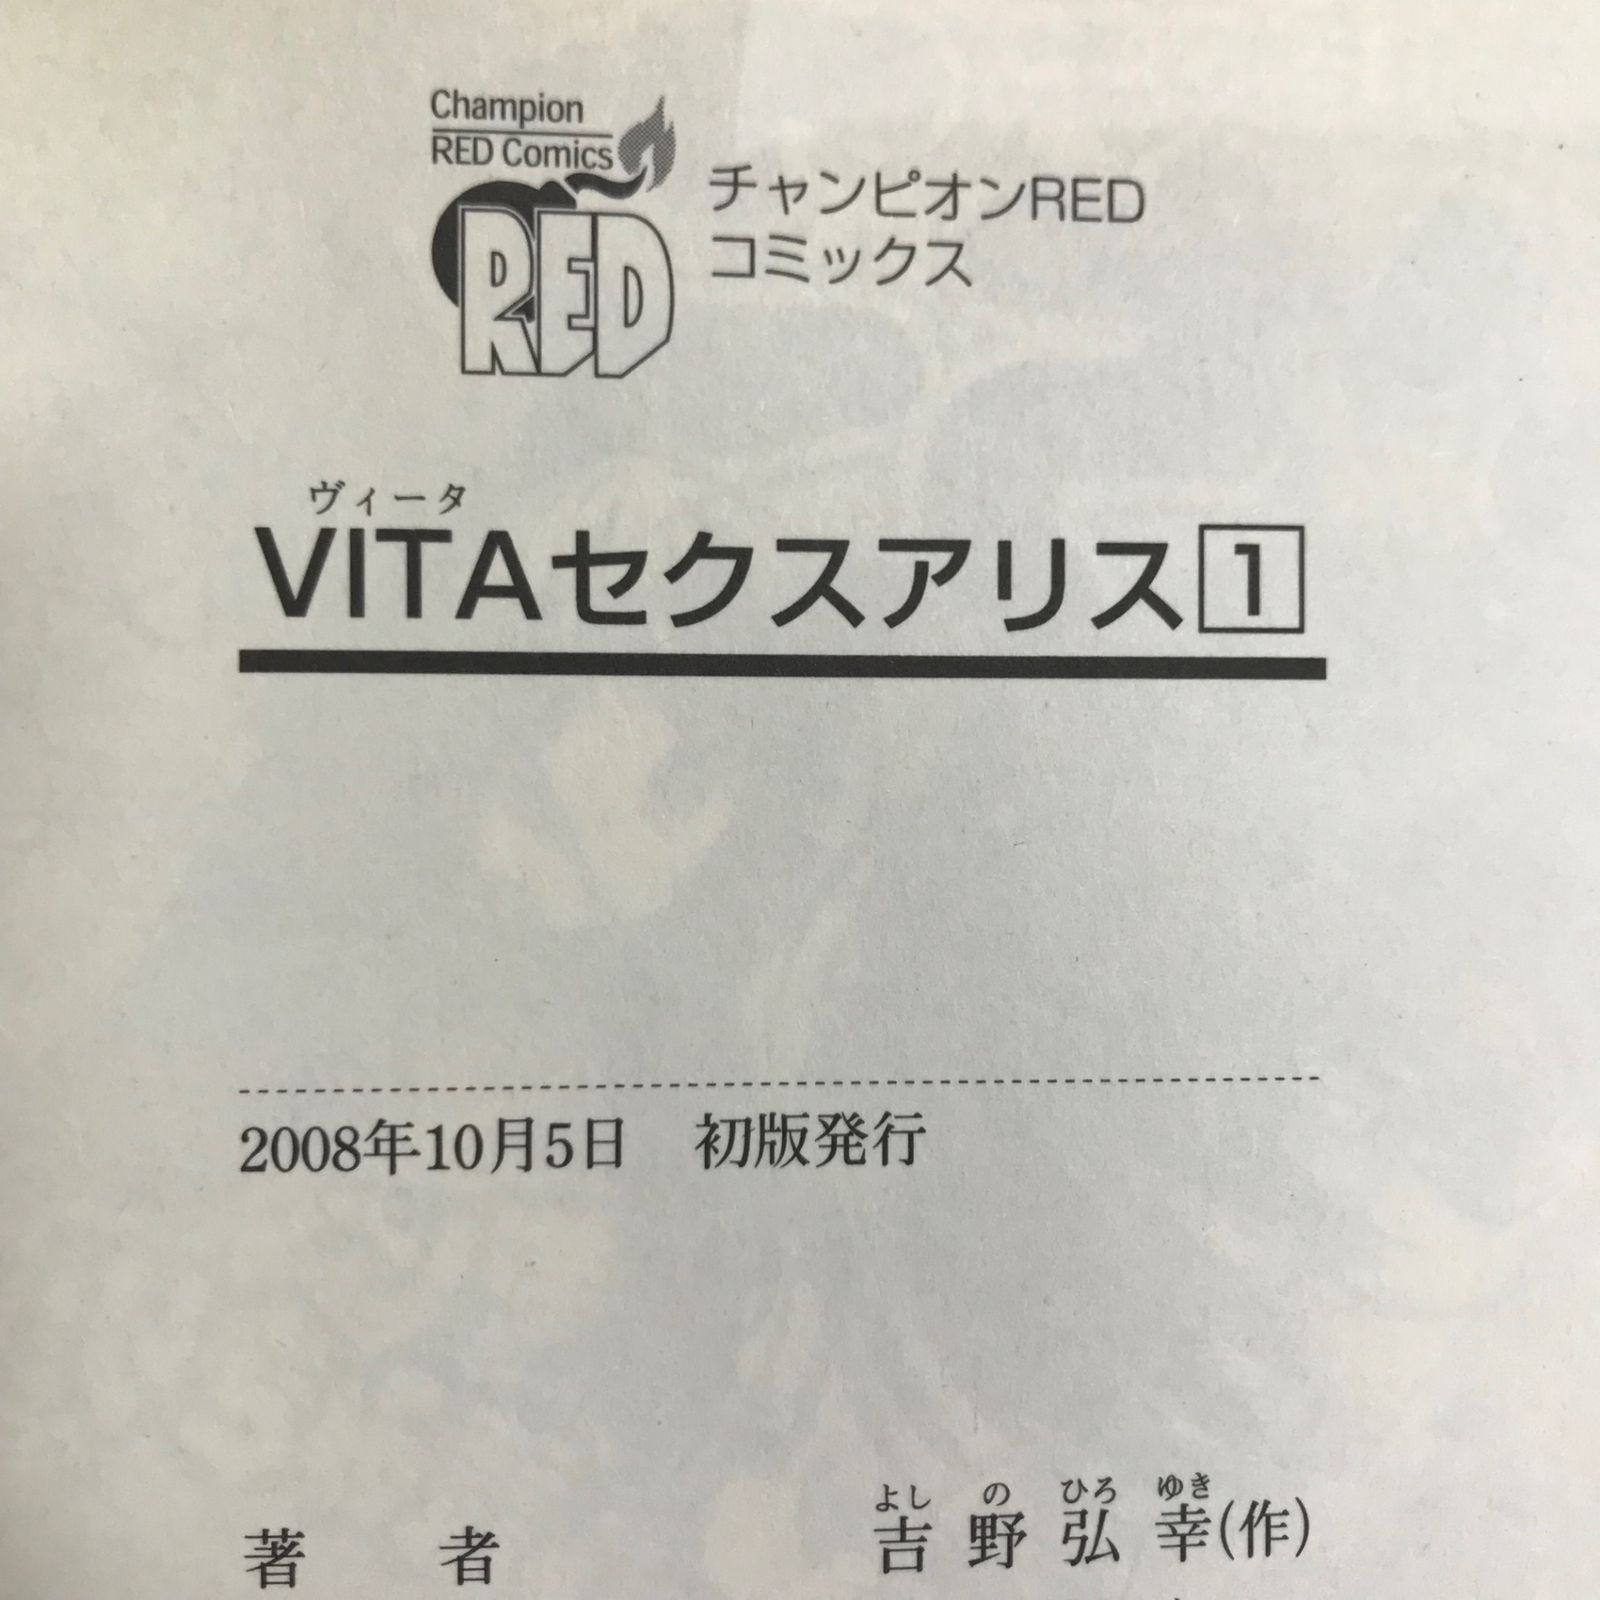 Champion
RED Comics
RED
チャンピオンRED
コミックス
ヴィータ
VITAセクスアリス1
2008年10月5日　初版発行
よし の ひろ ゆき
著者 吉野弘幸(作)